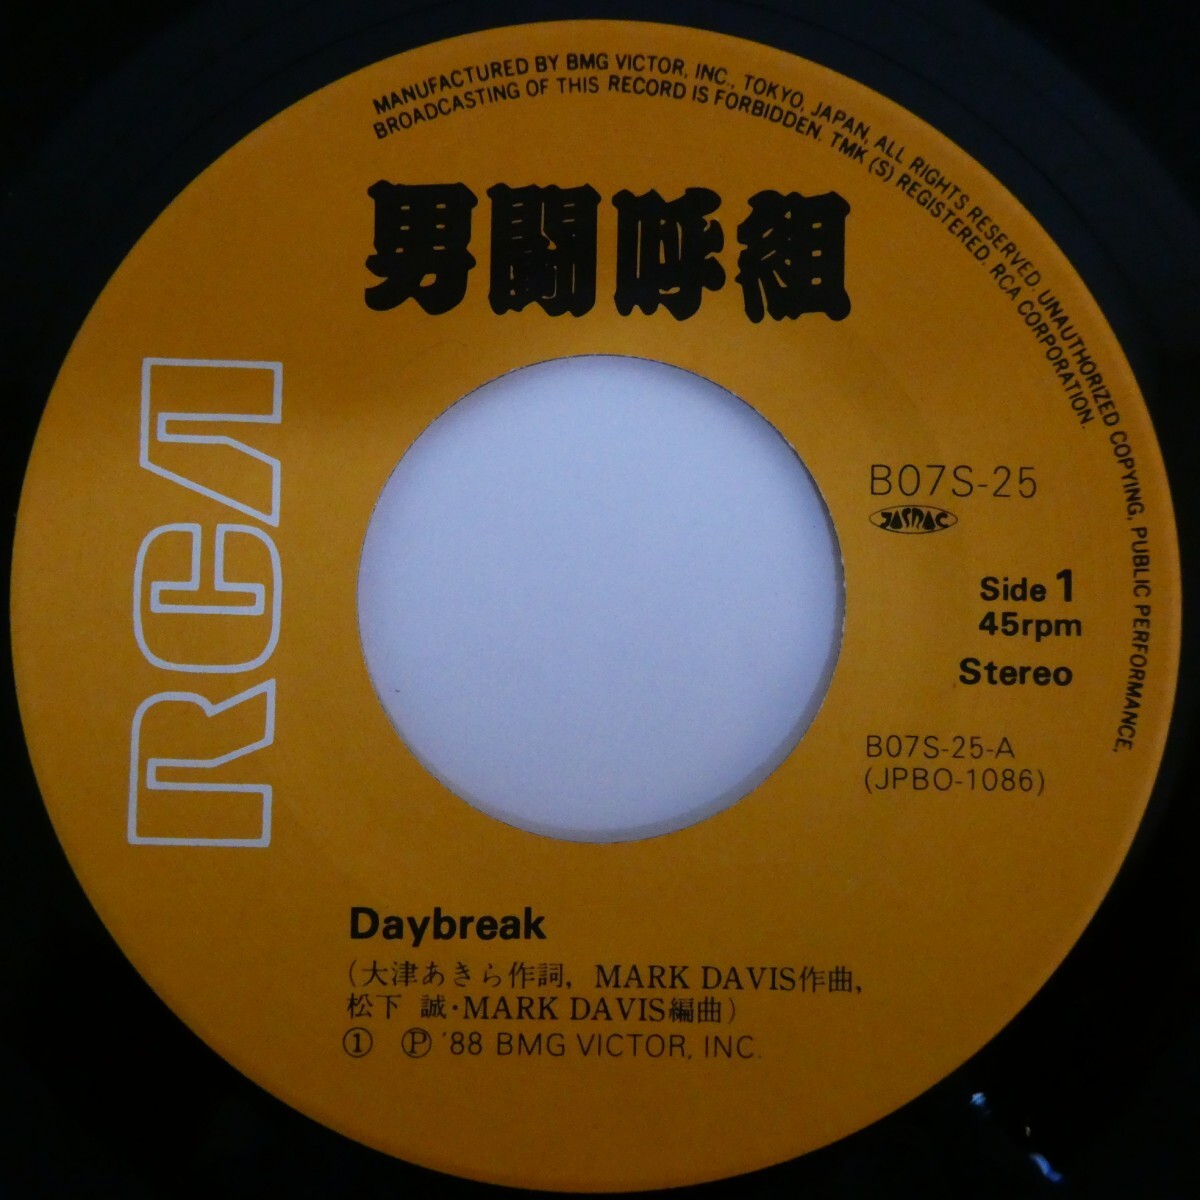 MANUFACTURED BY BMG VICTOR, INC., TOKYO, JAPAN, ALL RIGHTS RESERVED. UNAUTHORIZED COPYING, PUBLIC PERFORMANCE,
BROADCASTING OF THIS RECORD IS FORBIDDEN. TMK (S) REGISTERED. RCA CORPORATION.
男闘呼組
RCA
B07S-25
JASRAC
Side 1
45rpm
Stereo
B07S-25-A
(JPBO-1086)
Daybreak
(大津あきら作詞, MARK DAVIS作曲,
松下 誠・MARK DAVIS編曲)
① Ⓟ '88 BMG VICTOR, INC.